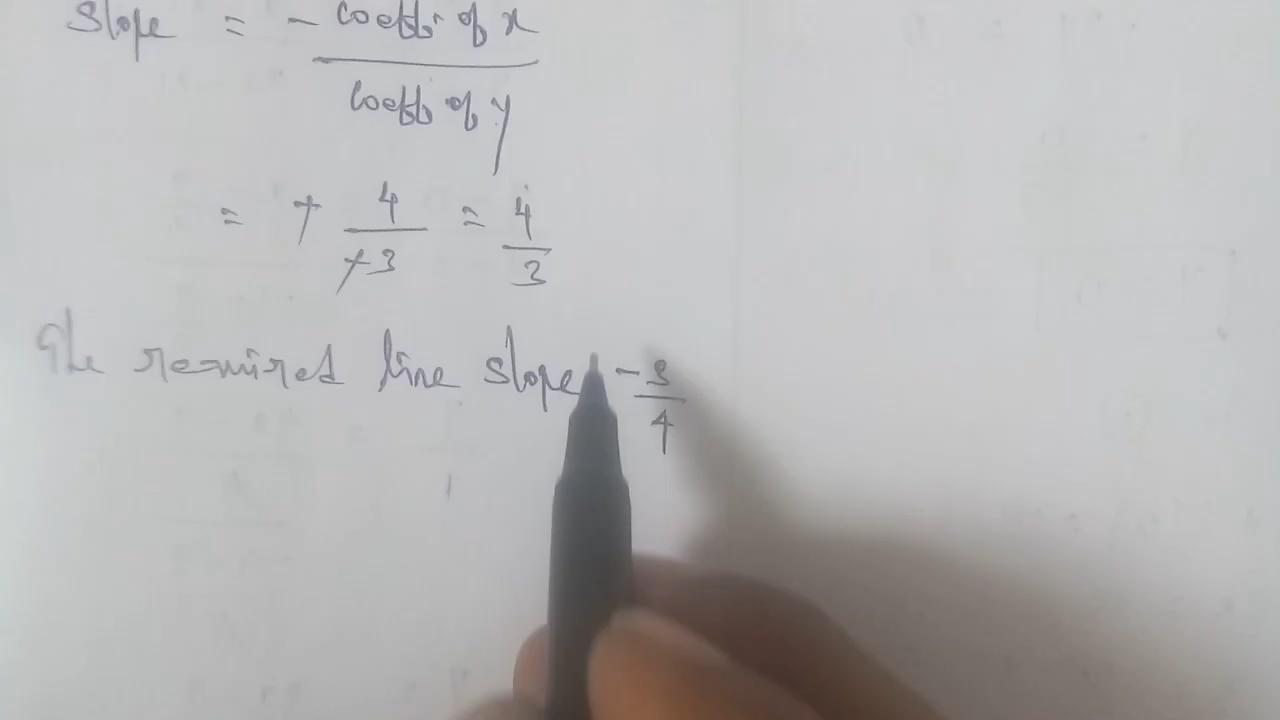 Slope = - coeff. of x
coeff. of y
= + 4/+3 = 4/3
The required line slope - 3/4